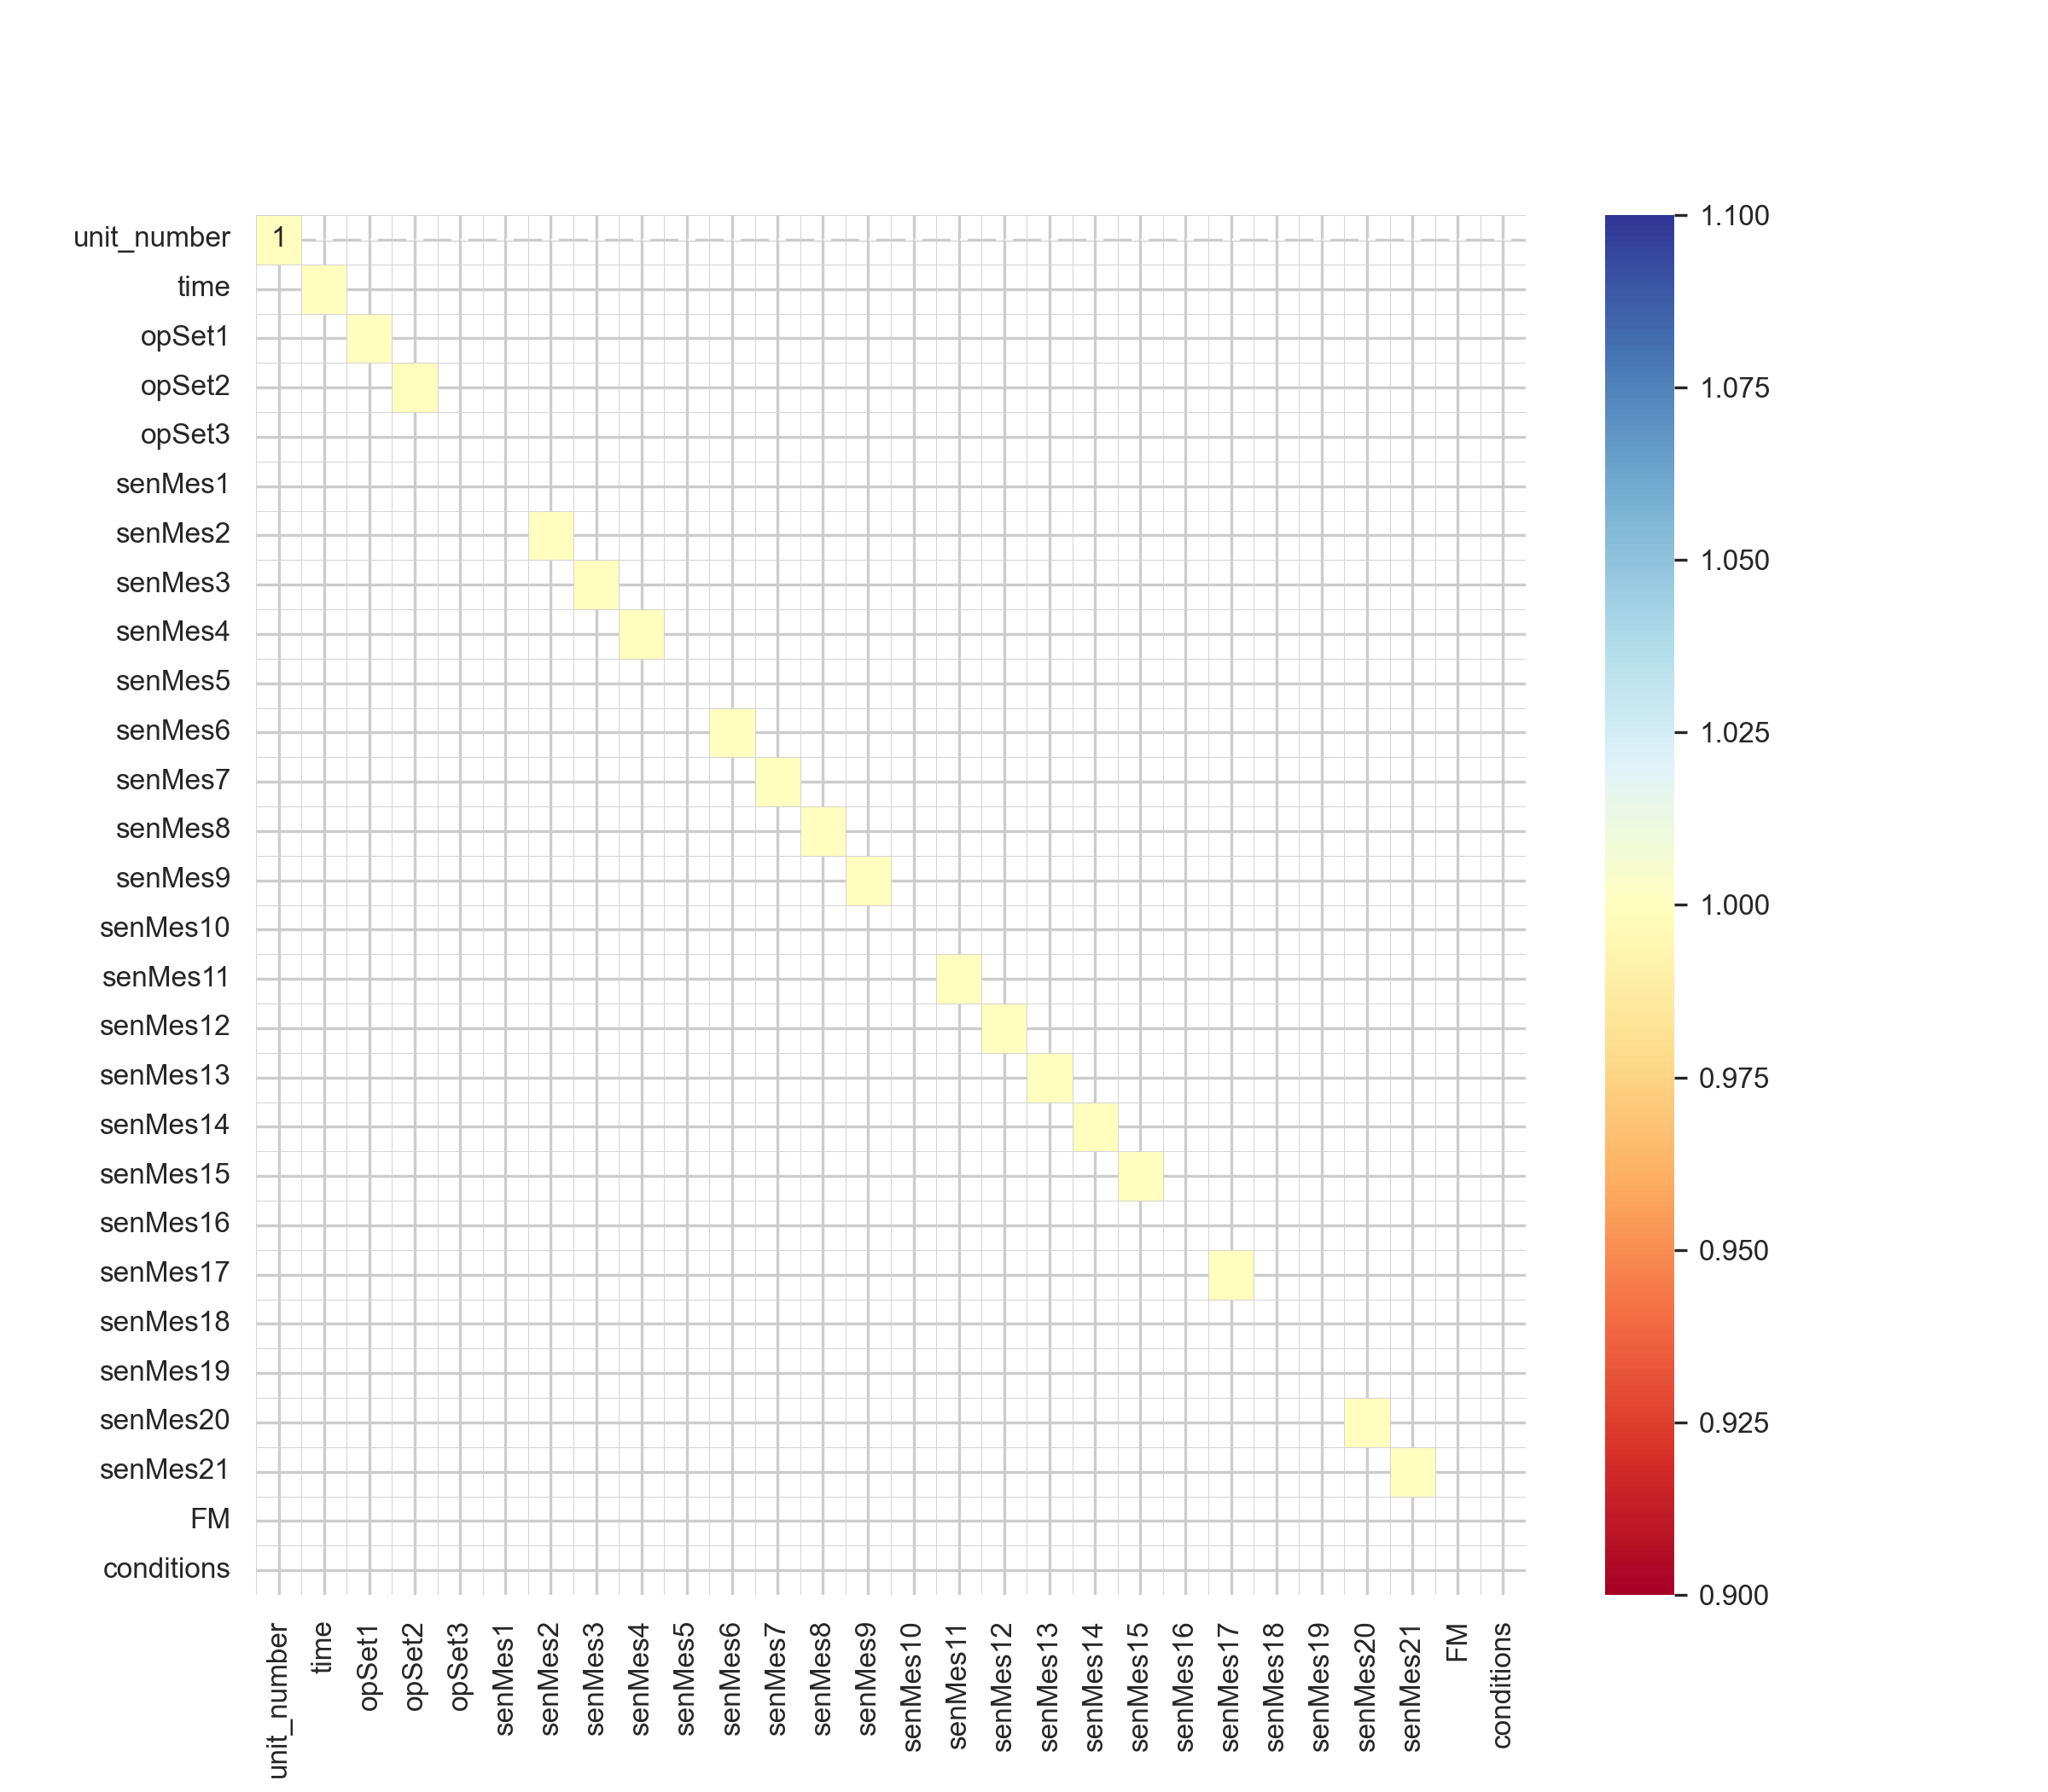 unit_number 1
time
opSet1
opSet2
opSet3
senMes1
senMes2
senMes3
senMes4
senMes5
senMes6
senMes7
senMes8
senMes9
senMes10
senMes11
senMes12
senMes13
senMes14
senMes15
senMes16
senMes17
senMes18
senMes19
senMes20
senMes21
FM
conditions
unit_number
time
opSet1
opSet2
opSet3
senMes1
senMes2
senMes3
senMes4
senMes5
senMes6
senMes7
senMes8
senMes9
senMes10
senMes11
senMes12
senMes13
senMes14
senMes15
senMes16
senMes17
senMes18
senMes19
senMes20
senMes21
FM
conditions
1.100
1.075
1.050
1.025
1.000
0.975
0.950
0.925
0.900